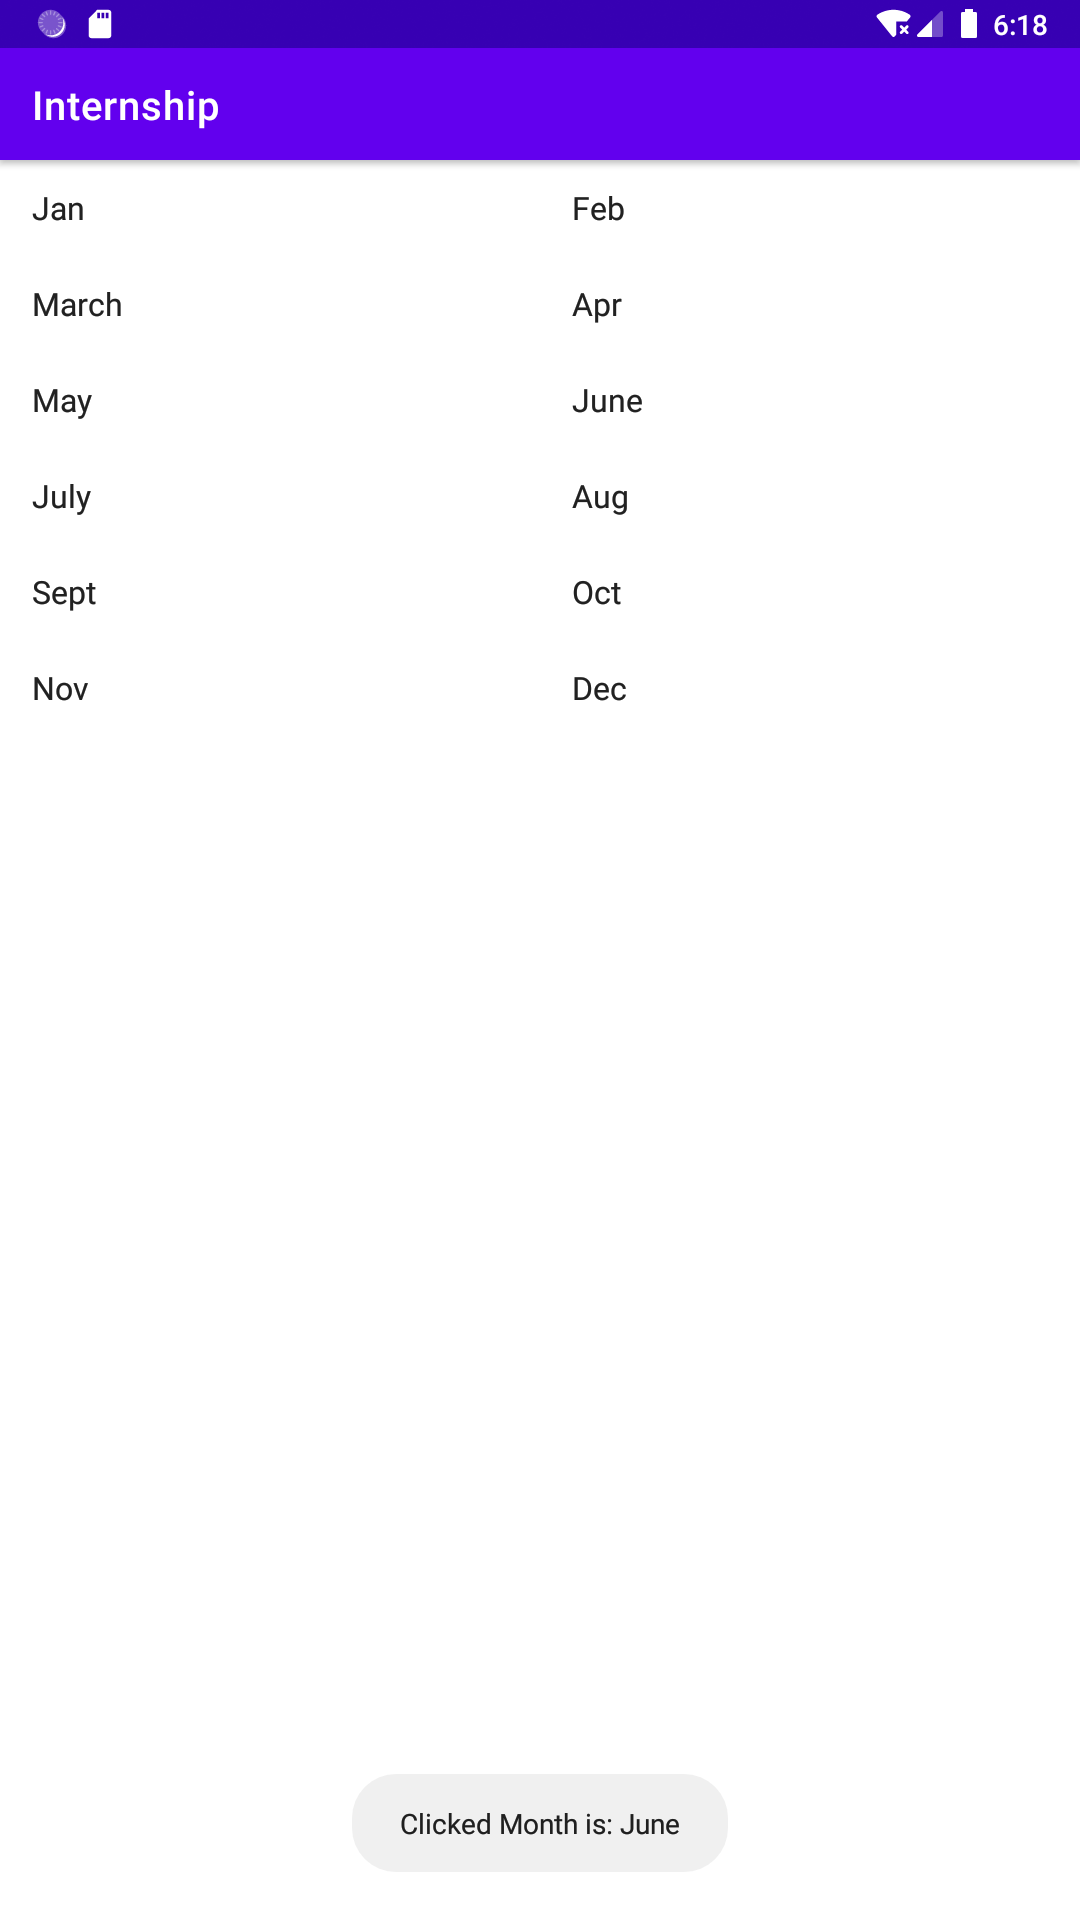 6:18
Internship
Jan Feb
March Apr
May June
July Aug
Sept Oct
Nov Dec
Clicked Month is: June